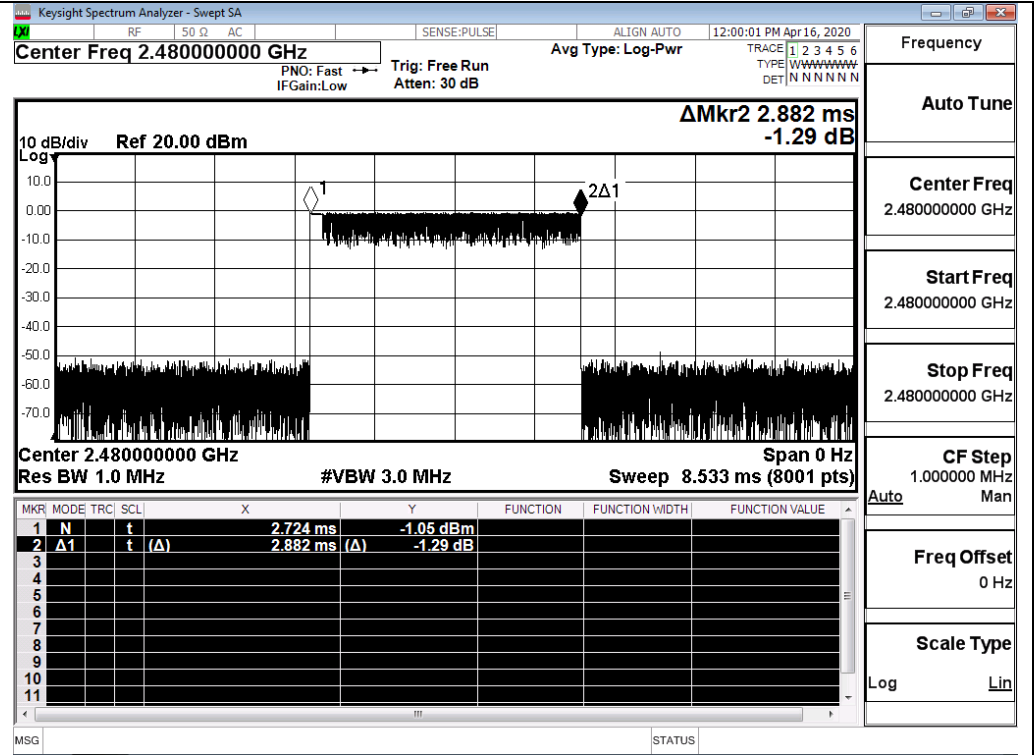 Keysight Spectrum Analyzer - Swept SA
LXI RF 50 Ω AC SENSE:PULSE ALIGN AUTO 12:00:01 PM Apr 16, 2020
Center Freq 2.480000000 GHz
PNO: Fast
IFGain:Low
Trig: Free Run
Atten: 30 dB
Avg Type: Log-Pwr
TRACE 1 2 3 4 5 6
TYPE WWWWWW
DET N N N N N N
ΔMkr2 2.882 ms
-1.29 dB
10 dB/div Ref 20.00 dBm
Log
10.0
0.00
-10.0
-20.0
-30.0
-40.0
-50.0
-60.0
-70.0
1
2Δ1
Center 2.480000000 GHz Span 0 Hz
Res BW 1.0 MHz #VBW 3.0 MHz Sweep 8.533 ms (8001 pts)
MKR MODE TRC SCL X Y FUNCTION FUNCTION WIDTH FUNCTION VALUE
1 N t 2.724 ms -1.05 dBm
2 Δ1 t (Δ) 2.882 ms (Δ) -1.29 dB
3
4
5
6
7
8
9
10
11
MSG STATUS
Frequency
Auto Tune
Center Freq
2.480000000 GHz
Start Freq
2.480000000 GHz
Stop Freq
2.480000000 GHz
CF Step
1.000000 MHz
Auto Man
Freq Offset
0 Hz
Scale Type
Log Lin